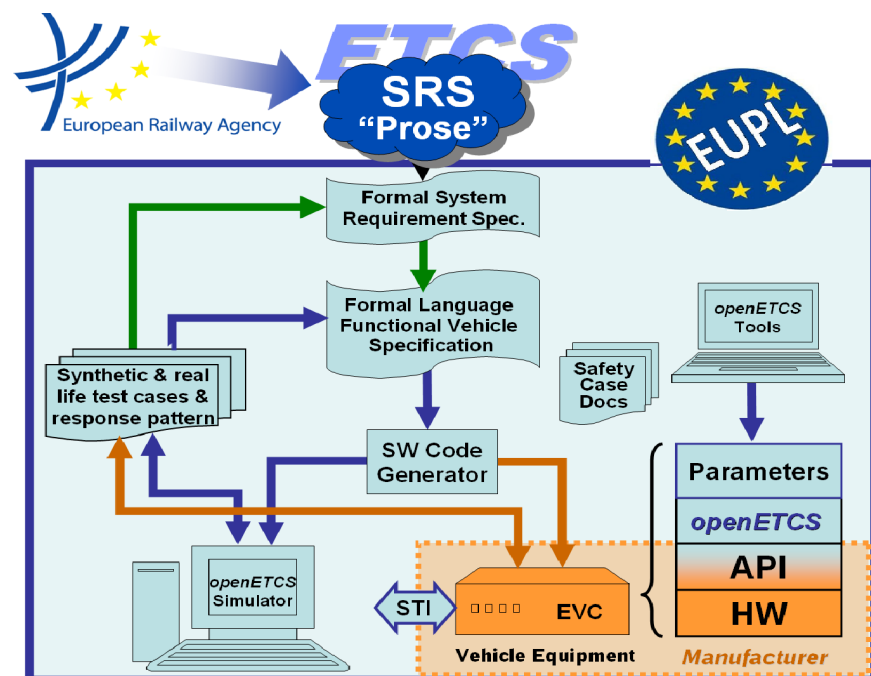 ETCS
SRS
“Prose”
European Railway Agency
EUPL
Formal System
Requirement Spec.
Formal Language
Functional Vehicle
Specification
openETCS
Tools
Synthetic & real
life test cases &
response pattern
Safety
Case
Docs
SW Code
Generator
Parameters
openETCS
API
HW
openETCS
Simulator
STI
EVC
Vehicle Equipment
Manufacturer